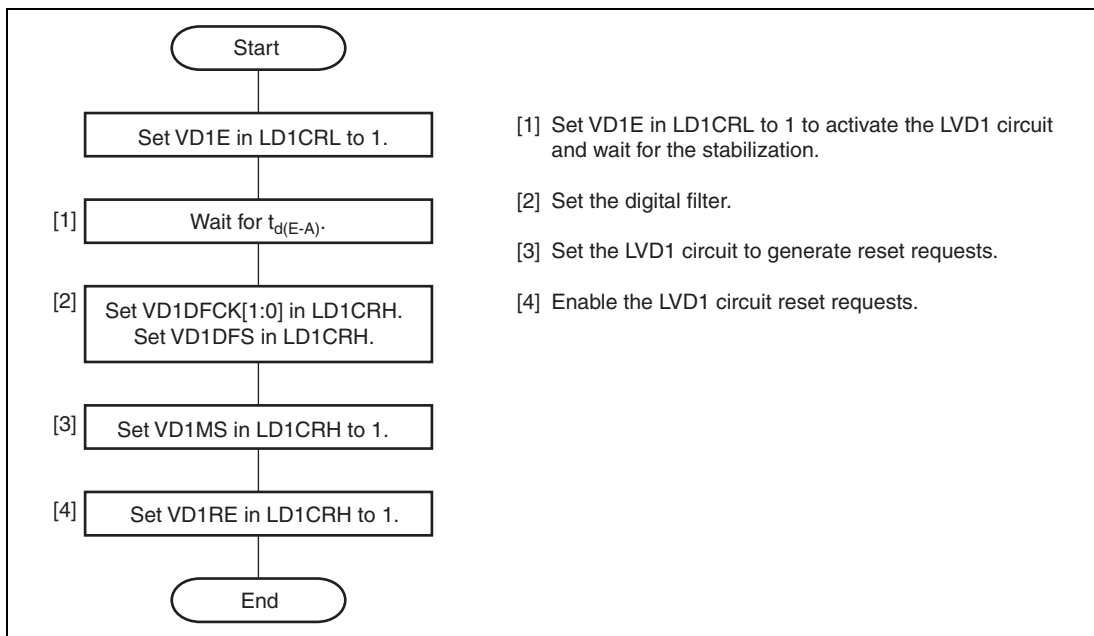 Start
Set VD1E in LD1CRL to 1.
[1] Wait for td(E-A).
[2] Set VD1DFCK[1:0] in LD1CRH.
Set VD1DFS in LD1CRH.
[3] Set VD1MS in LD1CRH to 1.
[4] Set VD1RE in LD1CRH to 1.
End
[1] Set VD1E in LD1CRL to 1 to activate the LVD1 circuit
and wait for the stabilization.
[2] Set the digital filter.
[3] Set the LVD1 circuit to generate reset requests.
[4] Enable the LVD1 circuit reset requests.